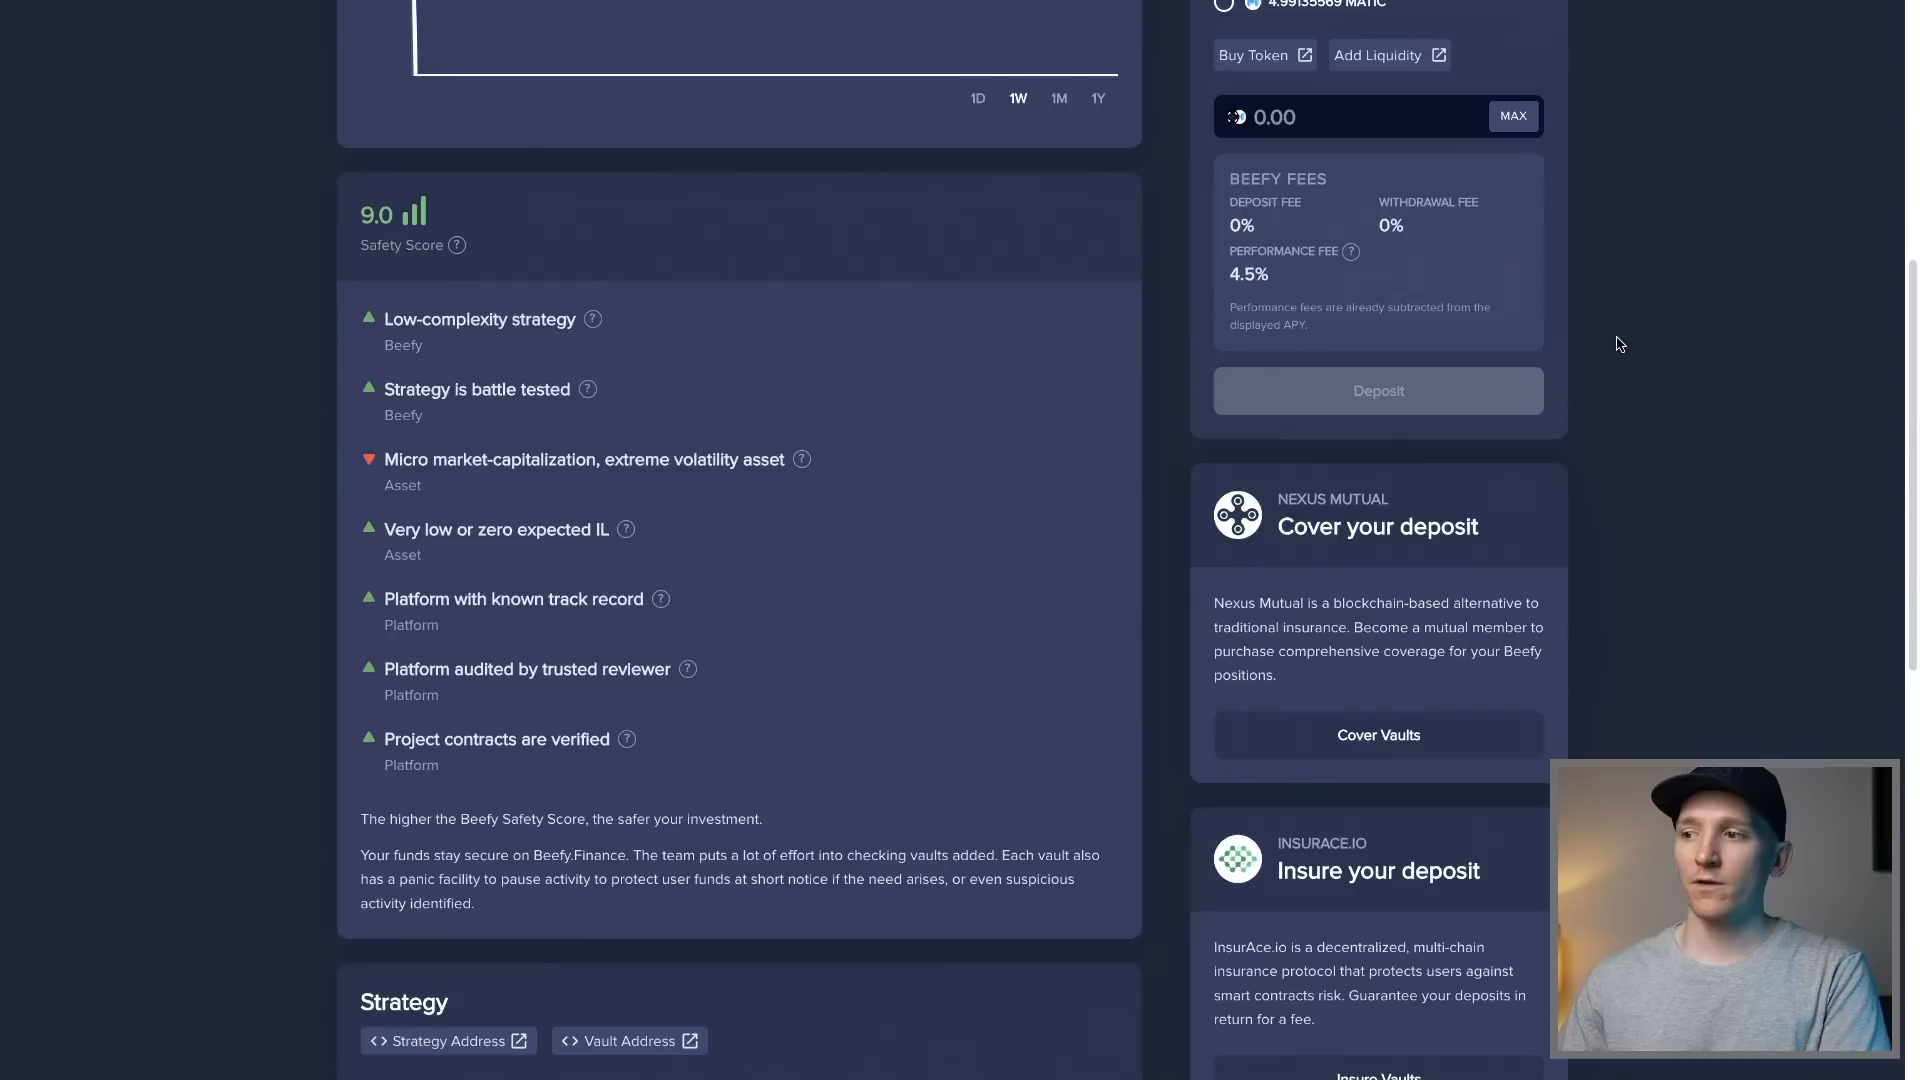 4.99135569 MATIC
Buy Token
Add Liquidity
1D 1W 1M 1Y
0.00
MAX
BEEFY FEES
DEPOSIT FEE
0%
WITHDRAWAL FEE
0%
PERFORMANCE FEE ?
4.5%
Performance fees are already subtracted from the
displayed APY.
Deposit
9.0
Safety Score ?
Low-complexity strategy ?
Beefy
Strategy is battle tested ?
Beefy
Micro market-capitalization, extreme volatility asset ?
Asset
Very low or zero expected IL ?
Asset
Platform with known track record ?
Platform
Platform audited by trusted reviewer ?
Platform
Project contracts are verified ?
Platform
The higher the Beefy Safety Score, the safer your investment.
Your funds stay secure on Beefy.Finance. The team puts a lot of effort into checking vaults added. Each vault also
has a panic facility to pause activity to protect user funds at short notice if the need arises, or even suspicious
activity identified.
Strategy
<> Strategy Address
<> Vault Address
NEXUS MUTUAL
Cover your deposit
Nexus Mutual is a blockchain-based alternative to
traditional insurance. Become a mutual member to
purchase comprehensive coverage for your Beefy
positions.
Cover Vaults
INSURACE.IO
Insure your deposit
InsurAce.io is a decentralized, multi-chain
insurance protocol that protects users against
smart contracts risk. Guarantee your deposits in
return for a fee.
Insure Vaults